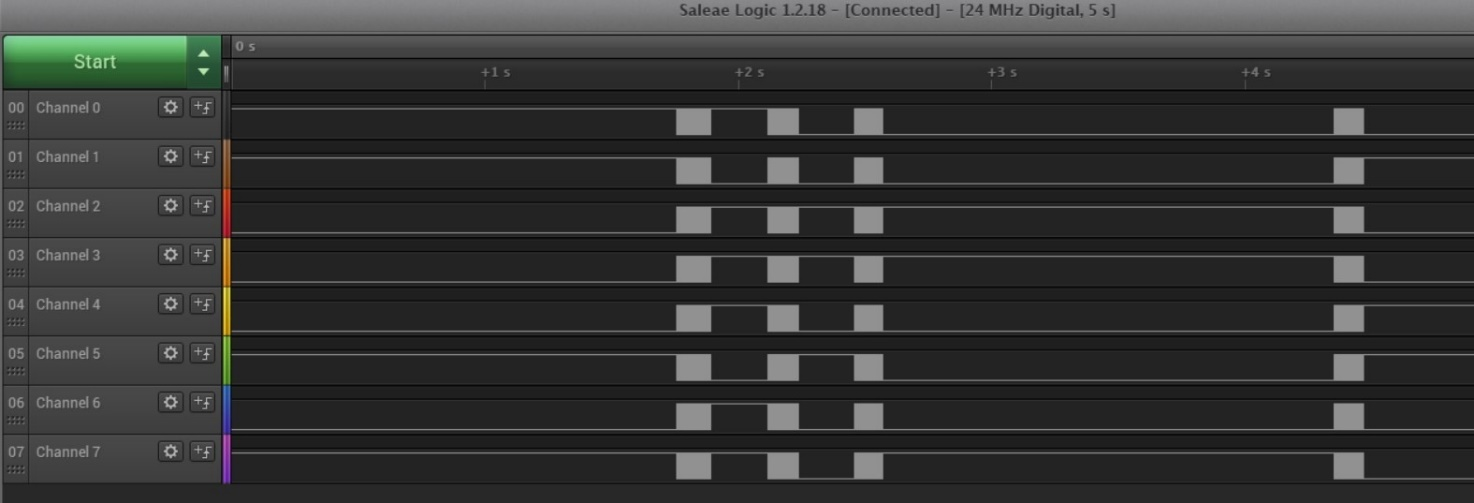 Saleae Logic 1.2.18 - [Connected] - [24 MHz Digital, 5 s]
Start
0 s
+1 s +2 s +3 s +4 s
00 Channel 0
01 Channel 1
02 Channel 2
03 Channel 3
04 Channel 4
05 Channel 5
06 Channel 6
07 Channel 7